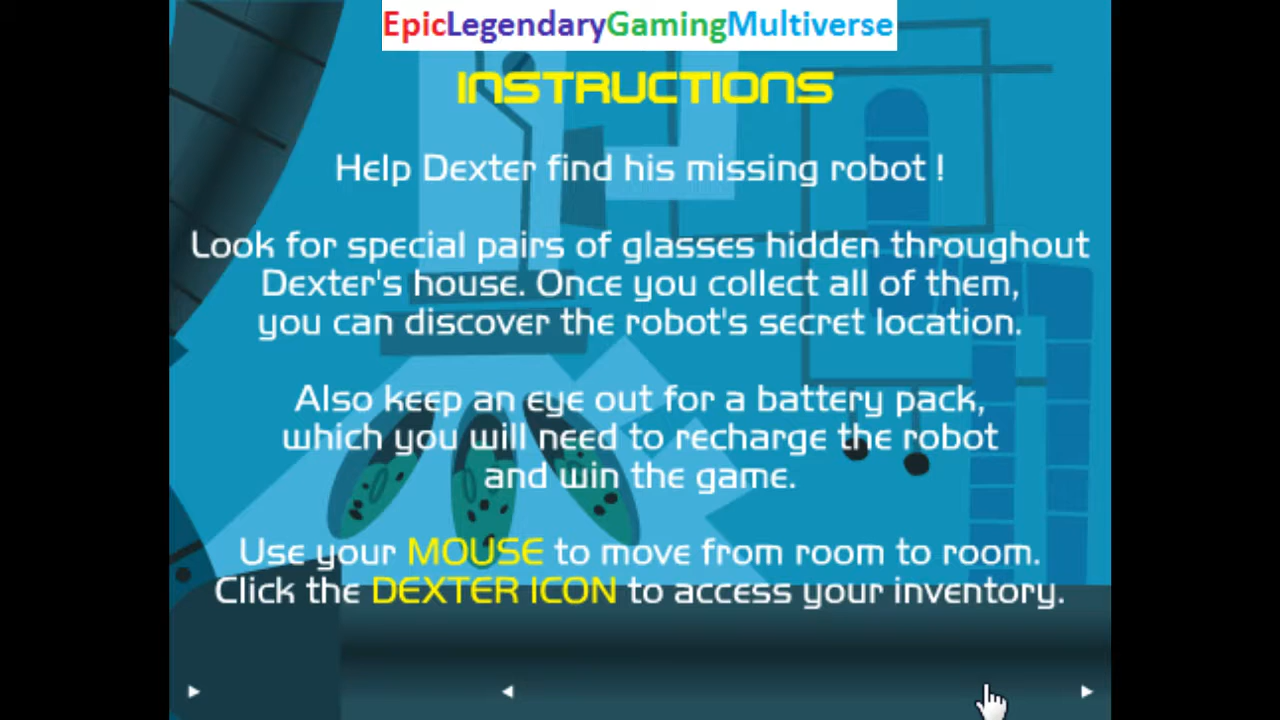 EpicLegendaryGamingMultiverse
INSTRUCTIONS
Help Dexter find his missing robot !
Look for special pairs of glasses hidden throughout
Dexter's house. Once you collect all of them,
you can discover the robot's secret location.
Also keep an eye out for a battery pack,
which you will need to recharge the robot
and win the game.
Use your MOUSE to move from room to room.
Click the DEXTER ICON to access your inventory.